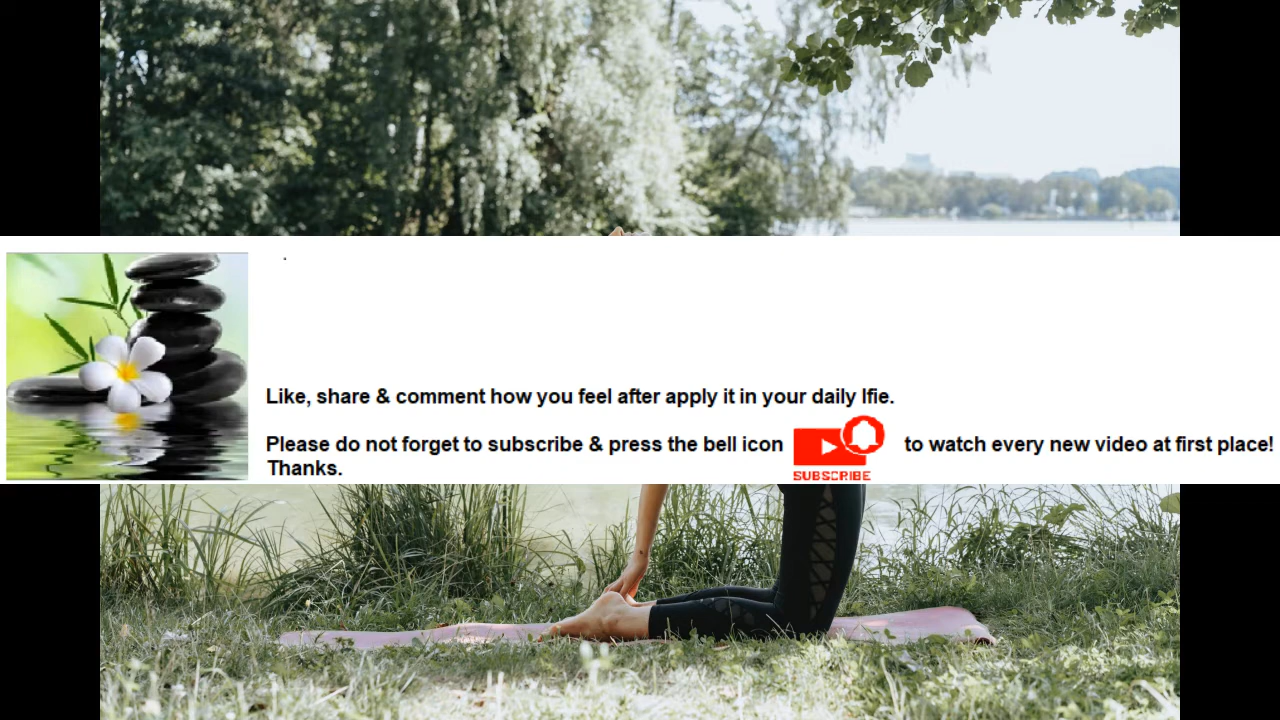 Like, share & comment how you feel after apply it in your daily lfie.
Please do not forget to subscribe & press the bell icon to watch every new video at first place!
SUBSCRIBE
Thanks.